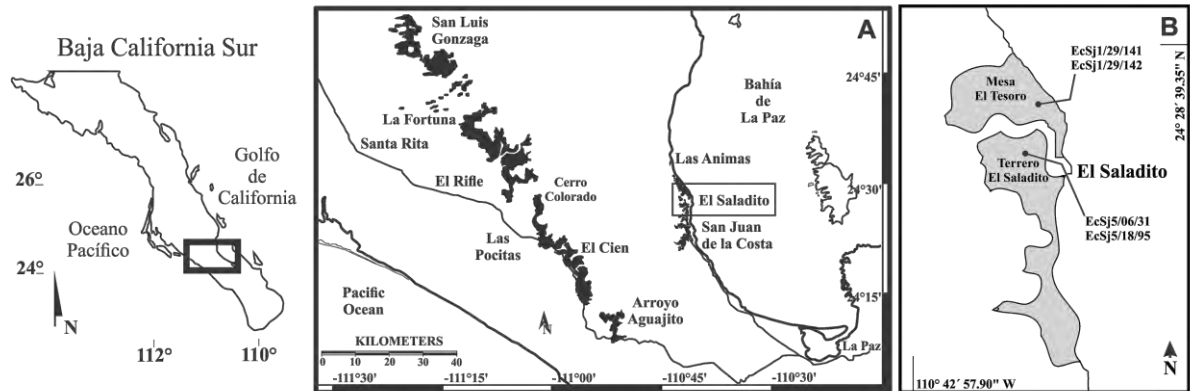 Baja California Sur
Golfo
de
California
26º
Oceano
Pacífico
24º
N
112°
110°
A
San Luis
Gonzaga
24°45'
Bahía
de
La Paz
La Fortuna
Santa Rita
Las Animas
El Rifle
Cerro
Colorado
24°30'
El Saladito
San Juan
de la Costa
Las
Pocitas
El Cien
24°15'
Pacific
Ocean
N
Arroyo
Aguajito
KILOMETERS
0 10 20 30 40
La Paz
-111°30'
-111°15'
-111°00'
-110°45'
-110°30'
B
EcSj1/29/141
EcSj1/29/142
24° 28´ 39.35" N
Mesa
El Tesoro
Terrero
El Saladito
El Saladito
EcSj5/06/31
EcSj5/18/95
N
110° 42´ 57.90" W